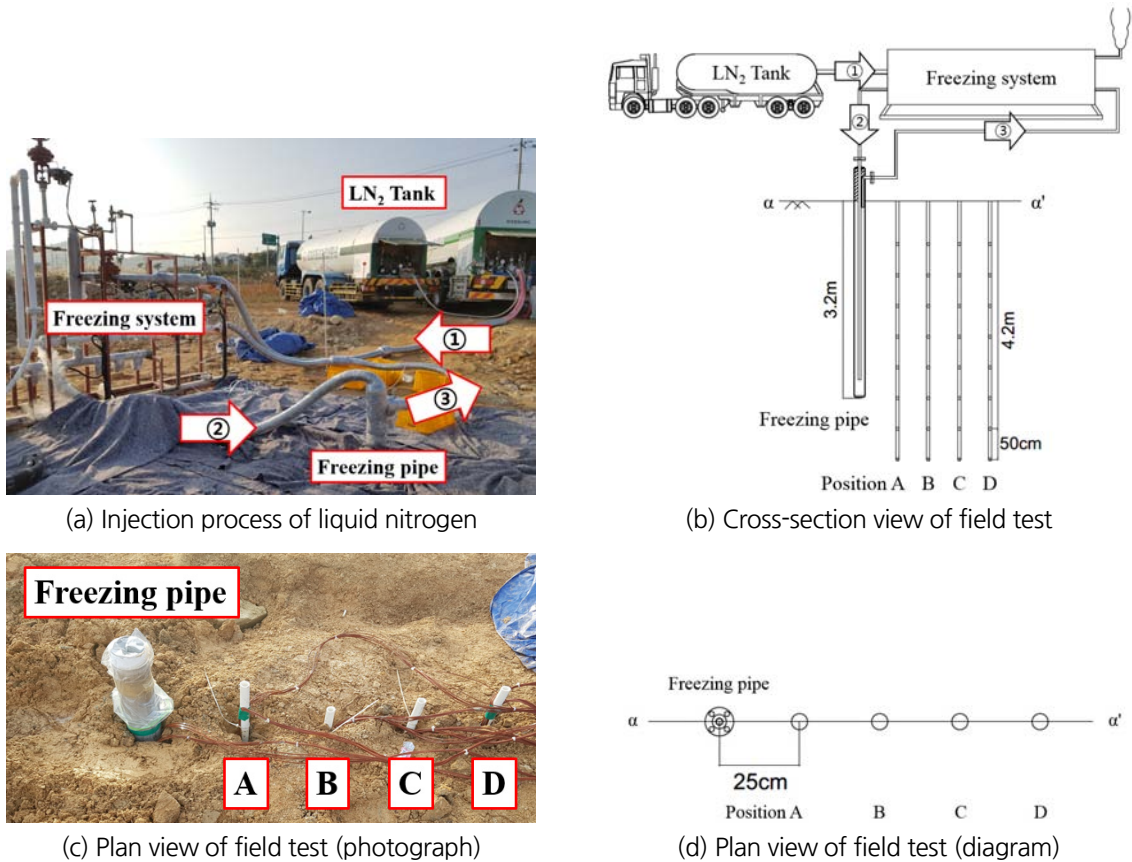 LN₂ Tank
Freezing system
①
③
②
Freezing pipe
(a) Injection process of liquid nitrogen
LN₂ Tank
①
Freezing system
②
③
α
α'
3.2m
4.2m
Freezing pipe
50cm
Position A B C D
(b) Cross-section view of field test
Freezing pipe
A B C D
(c) Plan view of field test (photograph)
Freezing pipe
α
α'
25cm
Position A B C D
(d) Plan view of field test (diagram)